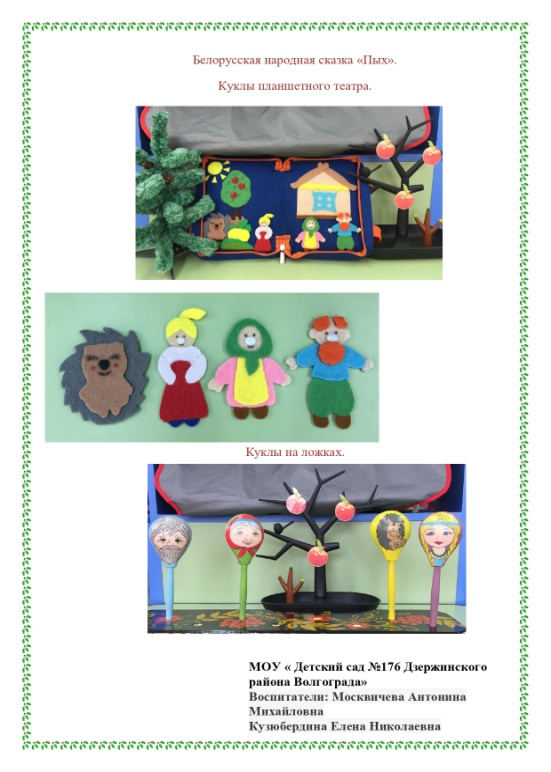 Белорусская народная сказка «Пых».
Куклы планшетного театра.
Куклы на ложках.
МОУ « Детский сад №176 Дзержинского
района Волгограда»
Воспитатели: Москвичева Антонина
Михайловна
Кузюбердина Елена Николаевна